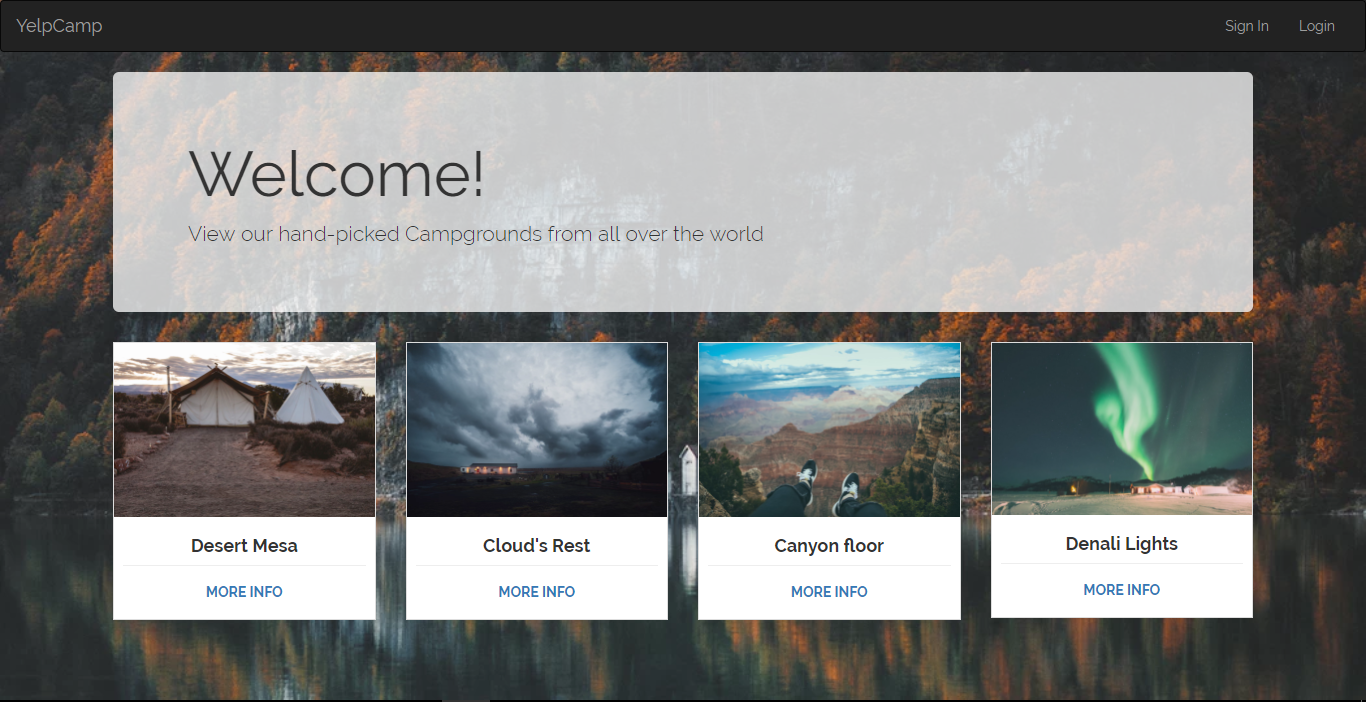 YelpCamp
Sign In
Login
Welcome!
View our hand-picked Campgrounds from all over the world
Desert Mesa
Cloud's Rest
Canyon floor
Denali Lights
MORE INFO
MORE INFO
MORE INFO
MORE INFO